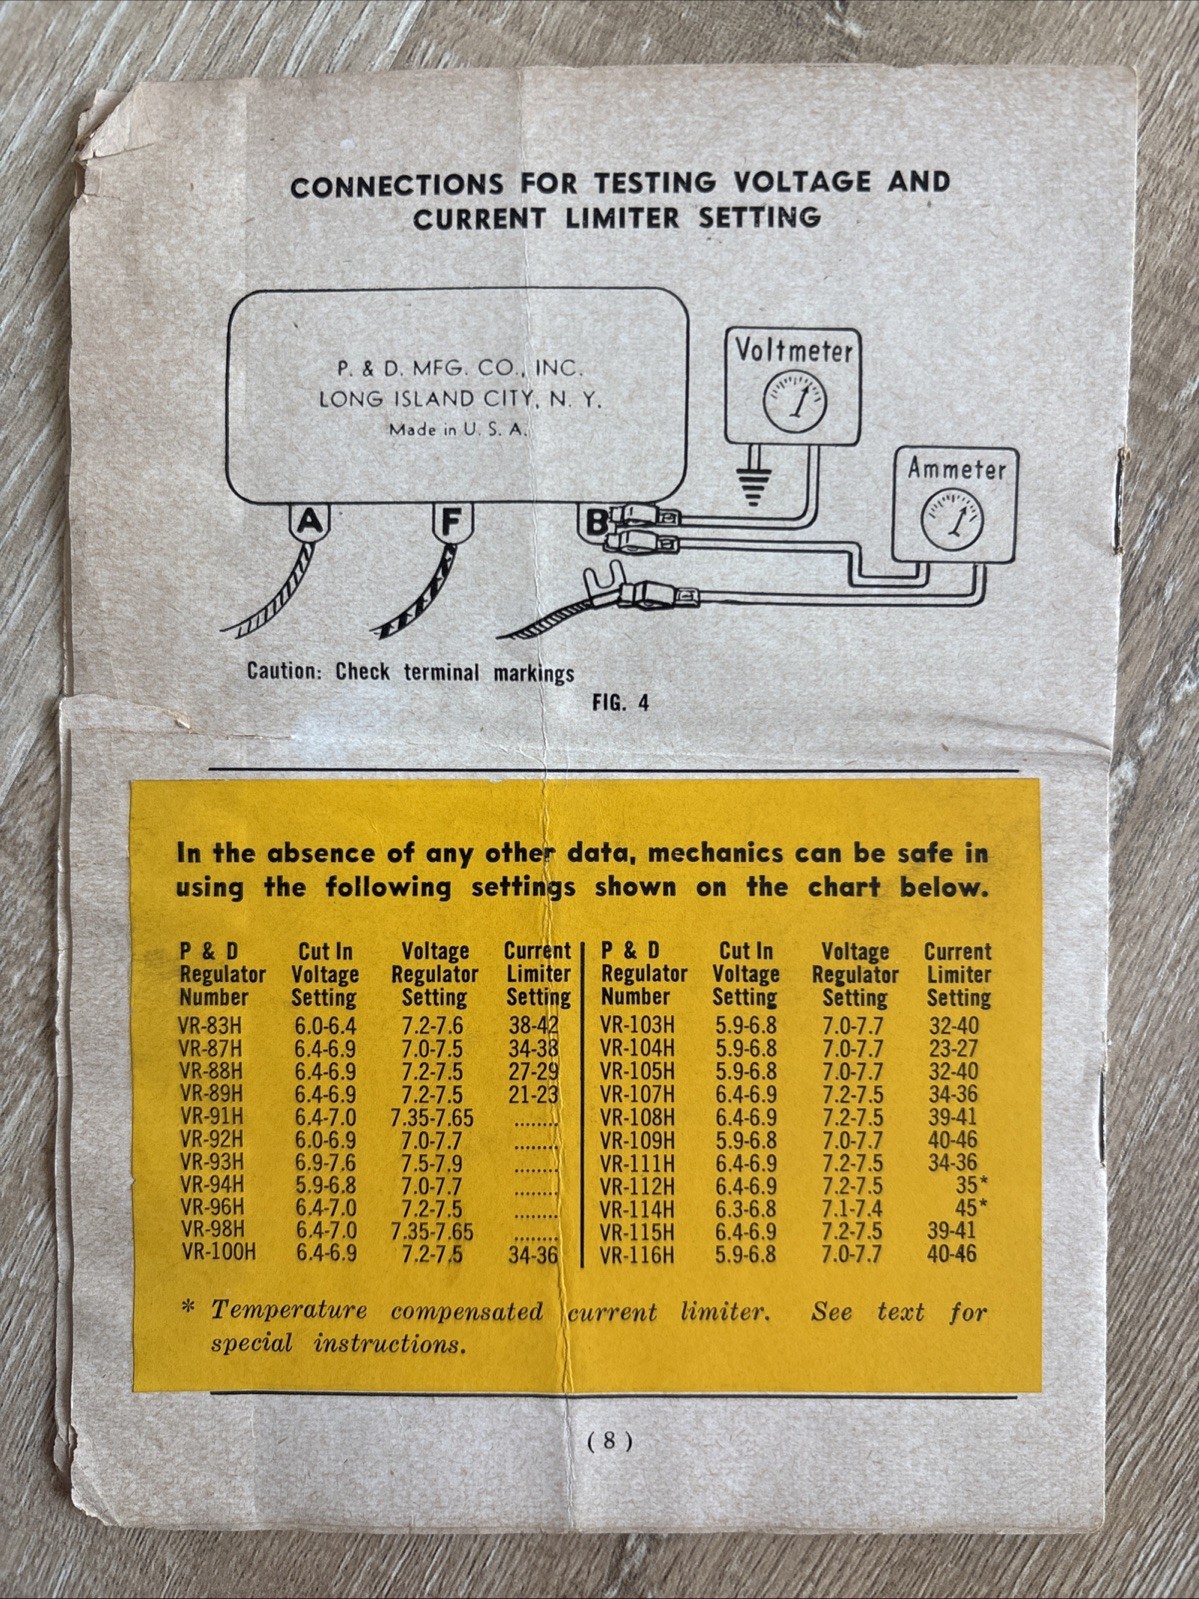 CONNECTIONS FOR TESTING VOLTAGE AND
CURRENT LIMITER SETTING
P. & D. MFG. CO., INC.
LONG ISLAND CITY, N. Y.
Made in U. S. A.
Voltmeter
Ammeter
A F B
Caution: Check terminal markings
FIG. 4
In the absence of any other data, mechanics can be safe in
using the following settings shown on the chart below.
P & D Cut In Voltage Current P & D Cut In Voltage Current
Regulator Voltage Regulator Limiter Regulator Voltage Regulator Limiter
Number Setting Setting Setting Number Setting Setting Setting
VR-83H 6.0-6.4 7.2-7.6 38-42 VR-103H 5.9-6.8 7.0-7.7 32-40
VR-87H 6.4-6.9 7.0-7.5 34-38 VR-104H 5.9-6.8 7.0-7.7 23-27
VR-88H 6.4-6.9 7.2-7.5 27-29 VR-105H 5.9-6.8 7.0-7.7 32-40
VR-89H 6.4-6.9 7.2-7.5 21-23 VR-107H 6.4-6.9 7.2-7.5 34-36
VR-91H 6.4-7.0 7.35-7.65 ........ VR-108H 6.4-6.9 7.2-7.5 39-41
VR-92H 6.0-6.9 7.0-7.7 ........ VR-109H 5.9-6.8 7.0-7.7 40-46
VR-93H 6.9-7.6 7.5-7.9 ........ VR-111H 6.4-6.9 7.2-7.5 34-36
VR-94H 5.9-6.8 7.0-7.7 ........ VR-112H 6.4-6.9 7.2-7.5 35*
VR-96H 6.4-7.0 7.2-7.5 ........ VR-114H 6.3-6.8 7.1-7.4 45*
VR-98H 6.4-7.0 7.35-7.65 ........ VR-115H 6.4-6.9 7.2-7.5 39-41
VR-100H 6.4-6.9 7.2-7.5 34-36 VR-116H 5.9-6.8 7.0-7.7 40-46
* Temperature compensated current limiter. See text for
special instructions.
( 8 )